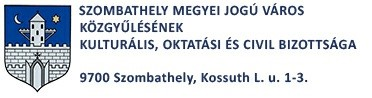 SZOMBATHELY MEGYEI JOGÚ VÁROS
KÖZGYŰLÉSÉNEK
KULTURÁLIS, OKTATÁSI ÉS CIVIL BIZOTTSÁGA
9700 Szombathely, Kossuth L. u. 1-3.